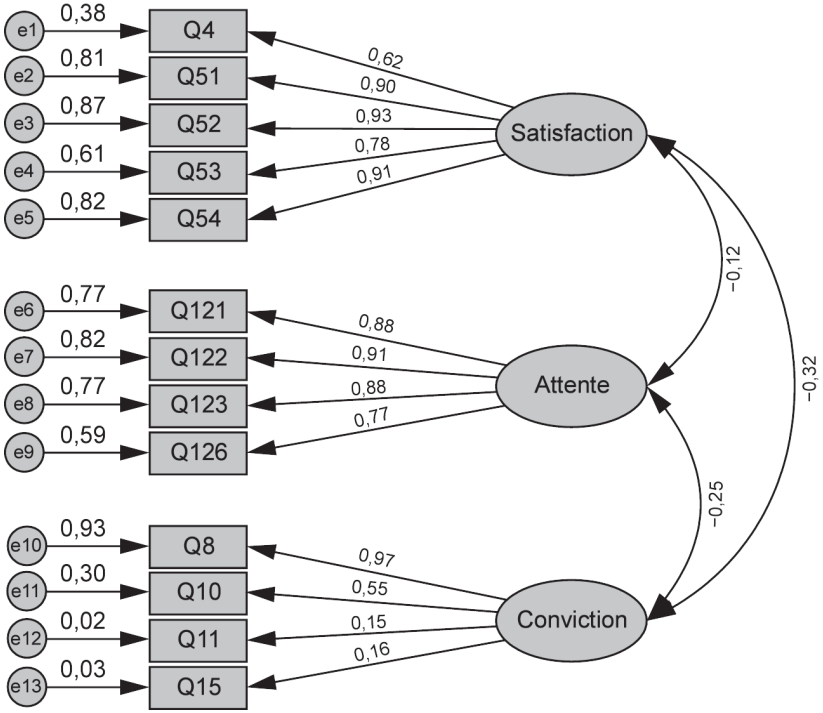 e1 0,38 Q4
e2 0,81 Q51
e3 0,87 Q52
e4 0,61 Q53
e5 0,82 Q54
0,62
0,90
0,93
0,78
0,91
Satisfaction
e6 0,77 Q121
e7 0,82 Q122
e8 0,77 Q123
e9 0,59 Q126
0,88
0,91
0,88
0,77
Attente
e10 0,93 Q8
e11 0,30 Q10
e12 0,02 Q11
e13 0,03 Q15
0,97
0,55
0,15
0,16
Conviction
−0,12
−0,32
−0,25